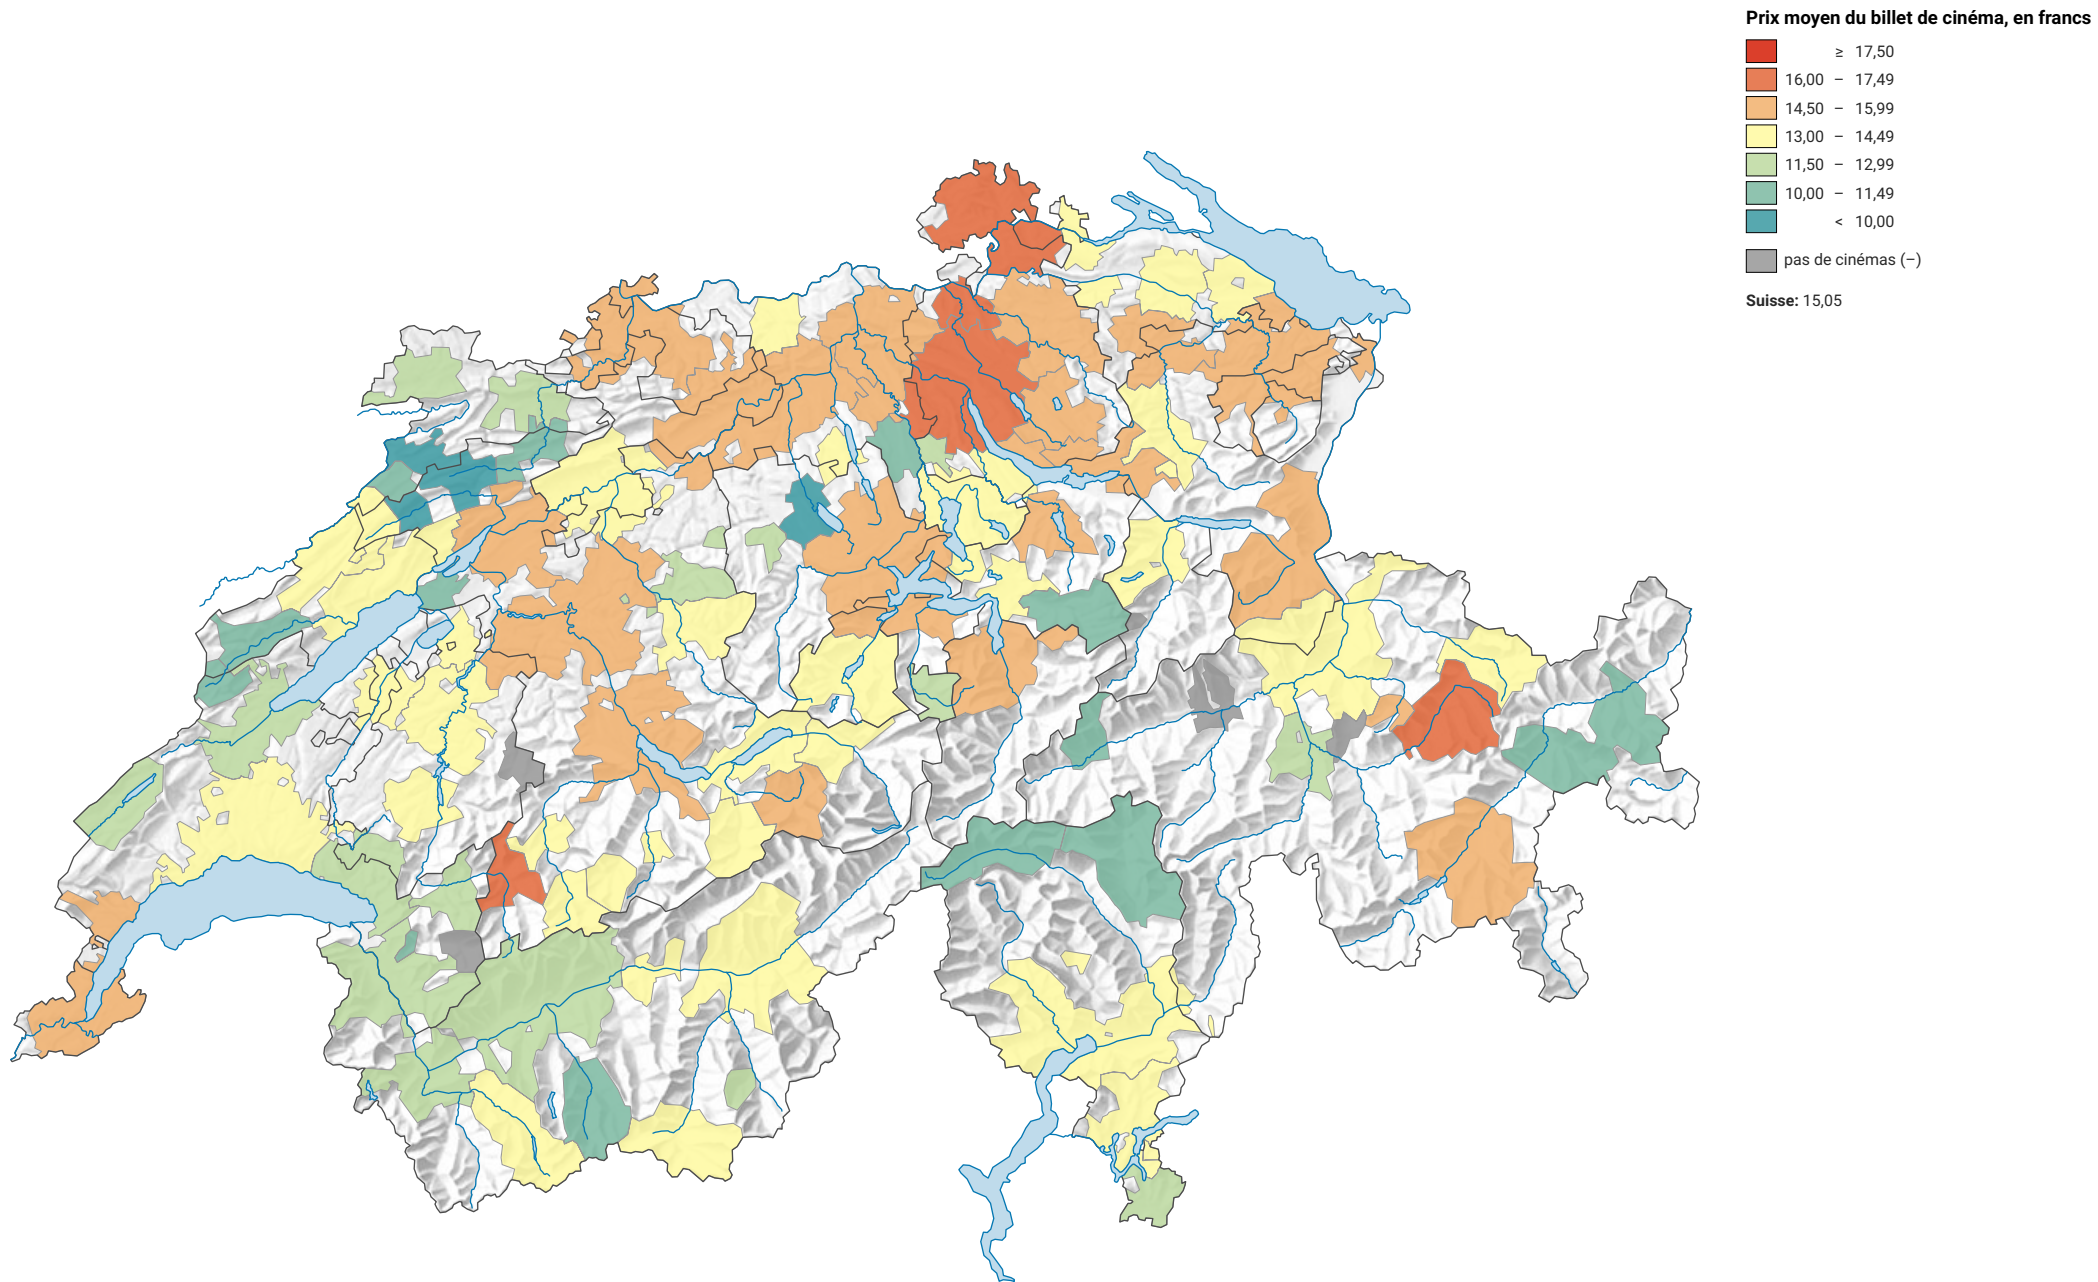 Prix moyen du billet de cinéma, en francs
≥ 17,50
16,00 – 17,49
14,50 – 15,99
13,00 – 14,49
11,50 – 12,99
10,00 – 11,49
< 10,00
pas de cinémas (–)
Suisse: 15,05